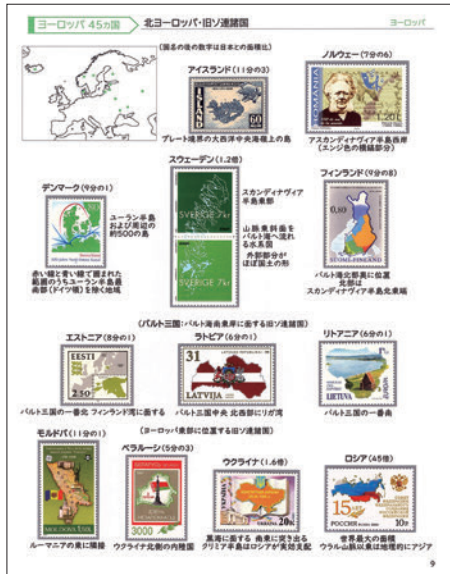 ヨーロッパ 45ヵ国
北ヨーロッパ・旧ソ連諸国
ヨーロッパ
(国名の後の数字は日本との面積比)
アイスランド(11分の3)
ÍSLAND
60
プレート境界の大西洋中央海嶺上の島
ノルウェー(7分の6)
ROMÂNIA
1,20L
アスカンディナヴィア半島西岸
(エンジ色の横縞部分)
デンマーク(9分の1)
ユーラン半島
および周辺の
約500の島
赤い線と青い線で囲まれた
範囲のうちユーラン半島最
南部(ドイツ領)を除く地域
スウェーデン(1.2倍)
SVERIGE 7kr
SVERIGE 7kr
スカンディナヴィア
半島東部
山脈東斜面を
バルト海へ流れる
水系図
外郭部分が
ほぼ国土の形
フィンランド(9分の8)
0,80
SUOMI-FINLAND
バルト海北部奥に位置
北部は
スカンディナヴィア半島北東端
(バルト三国:バルト海南東岸に面する旧ソ連諸国)
エストニア(8分の1)
EESTI
2.50
バルト三国の一番北 フィンランド湾に面する
ラトビア(6分の1)
31
LATVIJA
バルト三国中央 北西部にリガ湾
リトアニア(6分の1)
LIETUVA
バルト三国の一番南
(ヨーロッパ東部に位置する旧ソ連諸国)
モルドバ(11分の1)
MOLDOVA
ルーマニアの東に隣接
ベラルーシ(5分の3)
3000
ウクライナ北側の内陸国
ウクライナ(1.6倍)
黒海に面する 南東に突き出る
クリミア半島はロシアが実効支配
ロシア(45倍)
15 ЛЕТ
РОССИЯ
10Р
世界最大の面積
ウラル山脈以東は地理的にアジア
9